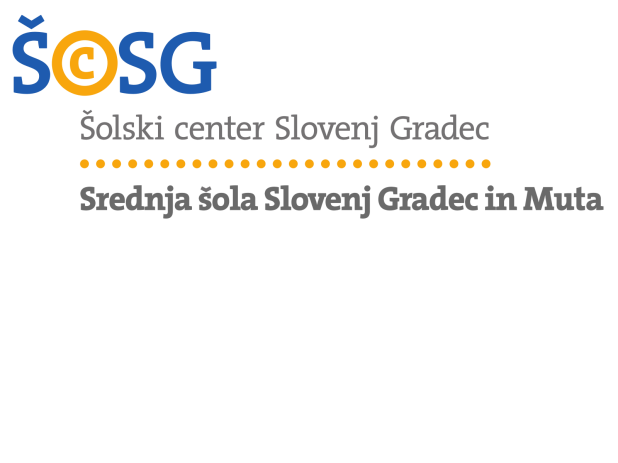 ŠCSG
Šolski center Slovenj Gradec
Srednja šola Slovenj Gradec in Muta